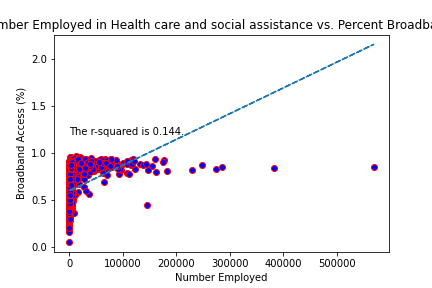 mber Employed in Health care and social assistance vs. Percent Broadba
2.0
1.5
The r-squared is 0.144.
1.0
0.5
0.0
Broadband Access (%)
0 100000 200000 300000 400000 500000
Number Employed